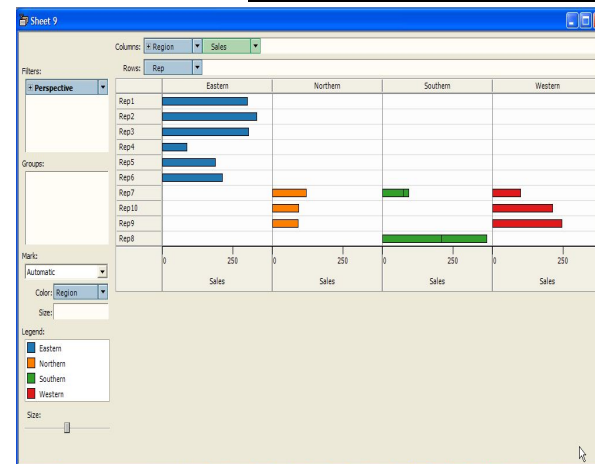 Sheet 9
Columns: + Region Sales
Rows: Rep
Filters:
+ Perspective
Eastern Northern Southern Western
Rep1
Rep2
Rep3
Rep4
Groups:
Rep5
Rep6
Rep7
Rep10
Rep9
Rep8
Mark:
Automatic
0 250 0 250 0 250 0 250
Sales Sales Sales Sales
Color: Region
Size:
Legend:
Eastern
Northern
Southern
Western
Size: